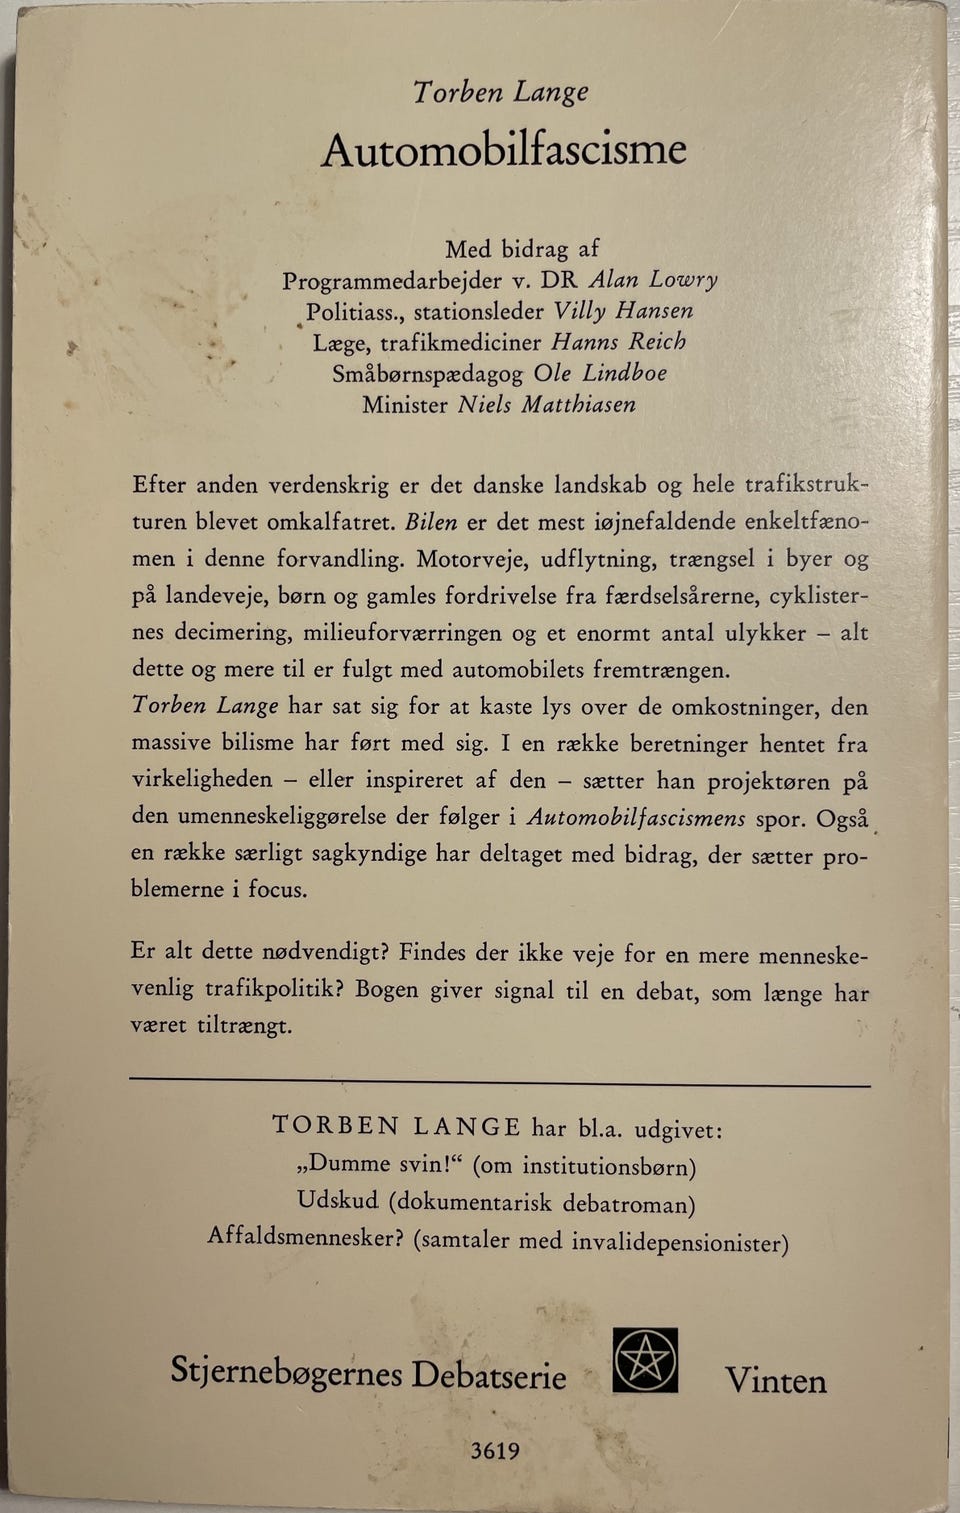 Torben Lange
Automobilfascisme
Med bidrag af
Programmedarbejder v. DR Alan Lowry
Politiass., stationsleder Villy Hansen
Læge, trafikmediciner Hanns Reich
Småbørnspædagog Ole Lindboe
Minister Niels Matthiasen
Efter anden verdenskrig er det danske landskab og hele trafikstruk-
turen blevet omkalfatret. Bilen er det mest iøjnefaldende enkeltfæno-
men i denne forvandling. Motorveje, udflytning, trængsel i byer og
på landeveje, børn og gamles fordrivelse fra færdselsårerne, cyklister-
nes decimering, milieuforværringen og et enormt antal ulykker – alt
dette og mere til er fulgt med automobilets fremtrængen.
Torben Lange har sat sig for at kaste lys over de omkostninger, den
massive bilisme har ført med sig. I en række beretninger hentet fra
virkeligheden – eller inspireret af den – sætter han projektøren på
den umenneskeliggørelse der følger i Automobilfascismens spor. Også
en række særligt sagkyndige har deltaget med bidrag, der sætter pro-
blemerne i focus.
Er alt dette nødvendigt? Findes der ikke veje for en mere menneske-
venlig trafikpolitik? Bogen giver signal til en debat, som længe har
været tiltrængt.
TORBEN LANGE har bl.a. udgivet:
„Dumme svin!“ (om institutionsbørn)
Udskud (dokumentarisk debatroman)
Affaldsmennesker? (samtaler med invalidepensionister)
Stjernebøgernes Debatserie Vinten
3619